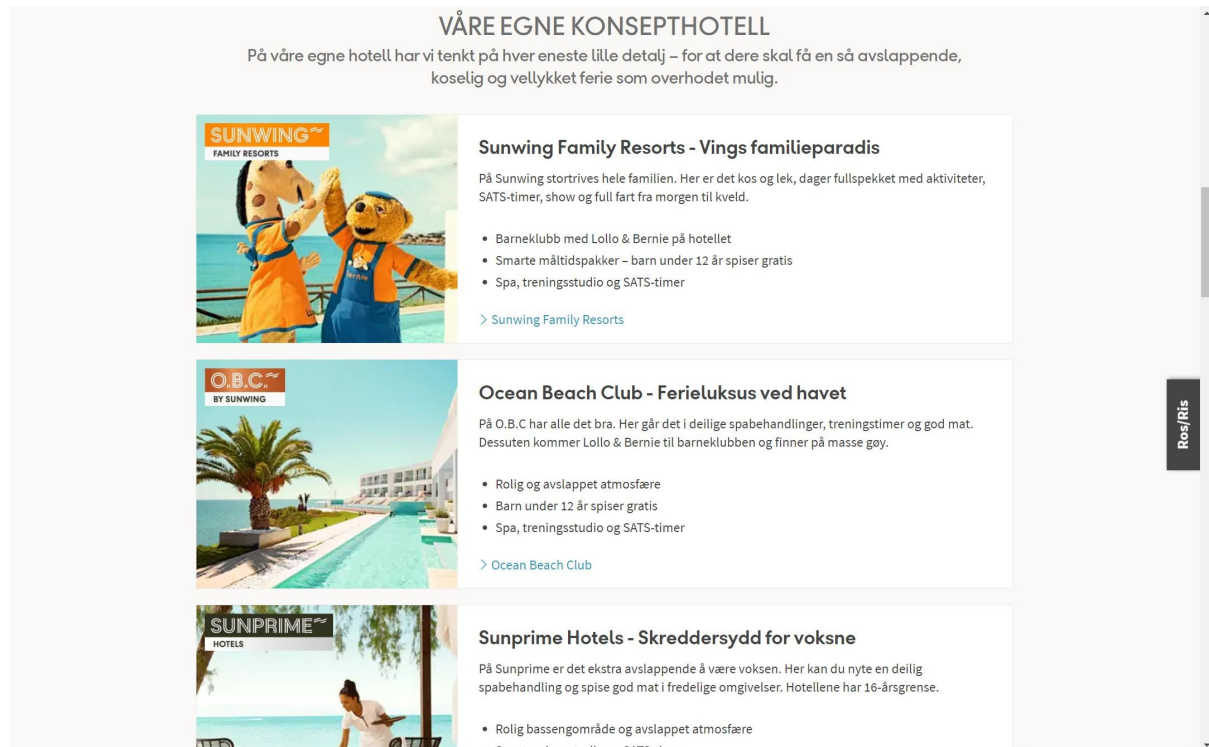 VÅRE EGNE KONSEPTHOTELL
På våre egne hotell har vi tenkt på hver eneste lille detalj – for at dere skal få en så avslappende,
koselig og vellykket ferie som overhodet mulig.
SUNWING
FAMILY RESORTS
Bernie
Sunwing Family Resorts - Vings familieparadis
På Sunwing stortrives hele familien. Her er det kos og lek, dager fullspekket med aktiviteter,
SATS-timer, show og full fart fra morgen til kveld.
• Barneklubb med Lollo & Bernie på hotellet
• Smarte måltidspakker – barn under 12 år spiser gratis
• Spa, treningsstudio og SATS-timer
> Sunwing Family Resorts
O.B.C.
BY SUNWING
Ocean Beach Club - Ferieluksus ved havet
På O.B.C har alle det bra. Her går det i deilige spabehandlinger, treningstimer og god mat.
Dessuten kommer Lollo & Bernie til barneklubben og finner på masse gøy.
• Rolig og avslappet atmosfære
• Barn under 12 år spiser gratis
• Spa, treningsstudio og SATS-timer
> Ocean Beach Club
Ros/Ris
SUNPRIME
HOTELS
Sunprime Hotels - Skreddersydd for voksne
På Sunprime er det ekstra avslappende å være voksen. Her kan du nyte en deilig
spabehandling og spise god mat i fredelige omgivelser. Hotellene har 16-årsgrense.
• Rolig bassengområde og avslappet atmosfære